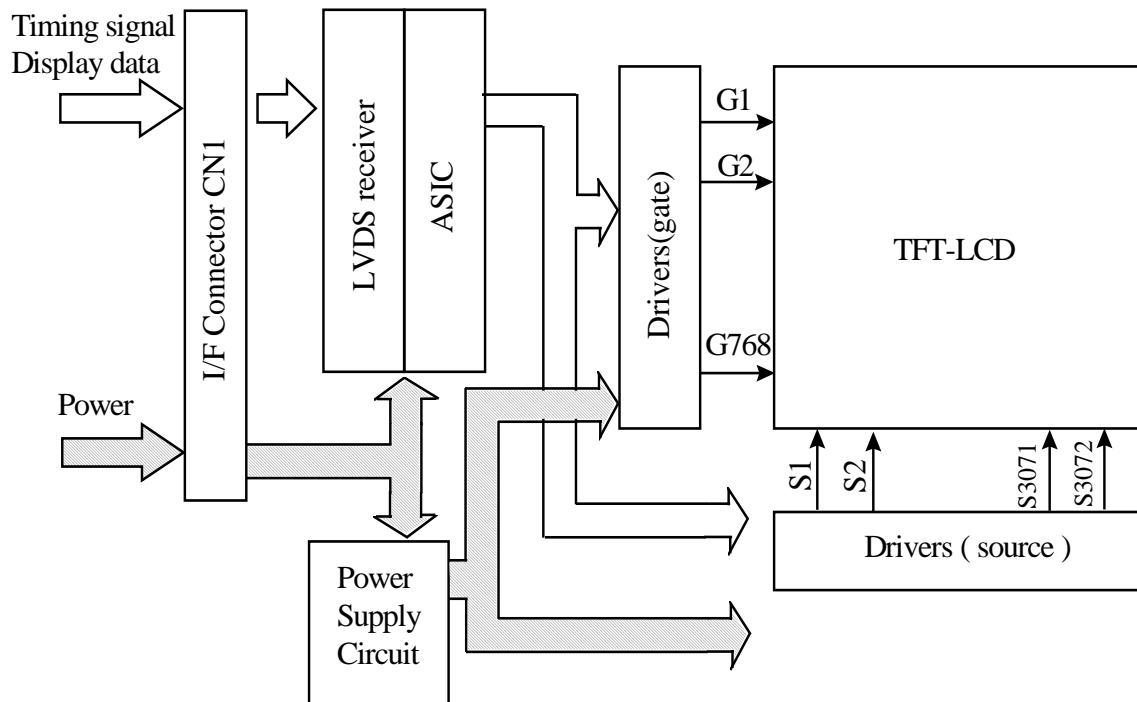 Timing signal
Display data
Power
I/F Connector CN1
LVDS receiver
ASIC
Power
Supply
Circuit
Drivers(gate)
G1
G2
G768
TFT-LCD
S1
S2
S3071
S3072
Drivers ( source )